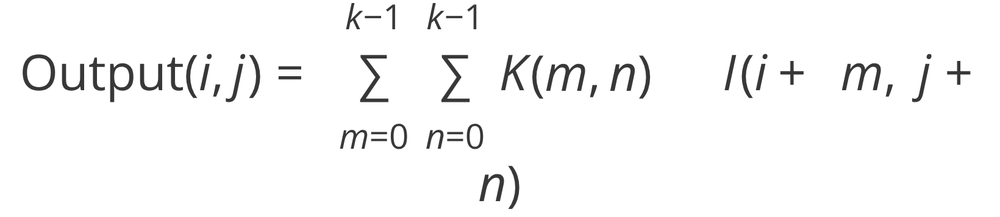 k−1 k−1
Output(i, j) = ∑ ∑ K(m, n) I(i + m, j +
m=0 n=0
n)